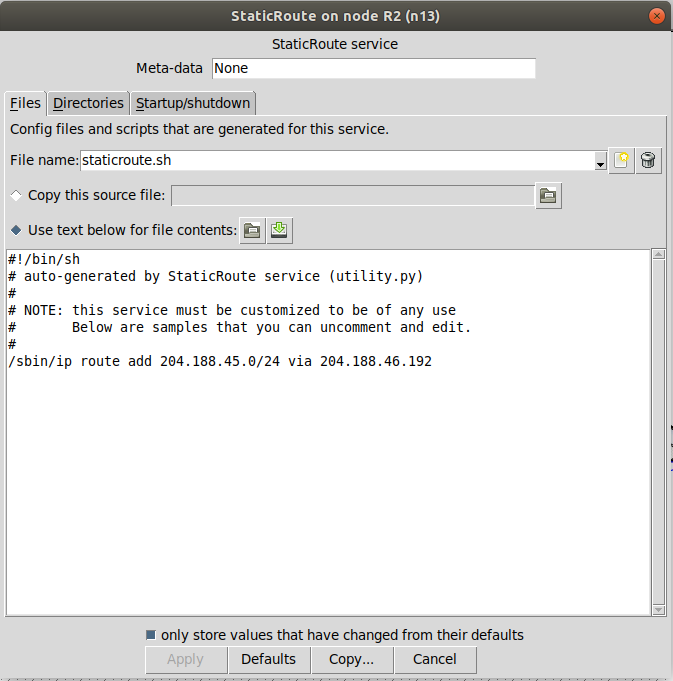 StaticRoute on node R2 (n13)
StaticRoute service
Meta-data None
Files Directories Startup/shutdown
Config files and scripts that are generated for this service.
File name: staticroute.sh
Copy this source file:
Use text below for file contents:
#!/bin/sh
# auto-generated by StaticRoute service (utility.py)
#
# NOTE: this service must be customized to be of any use
#       Below are samples that you can uncomment and edit.
#
/sbin/ip route add 204.188.45.0/24 via 204.188.46.192
only store values that have changed from their defaults
Apply Defaults Copy... Cancel